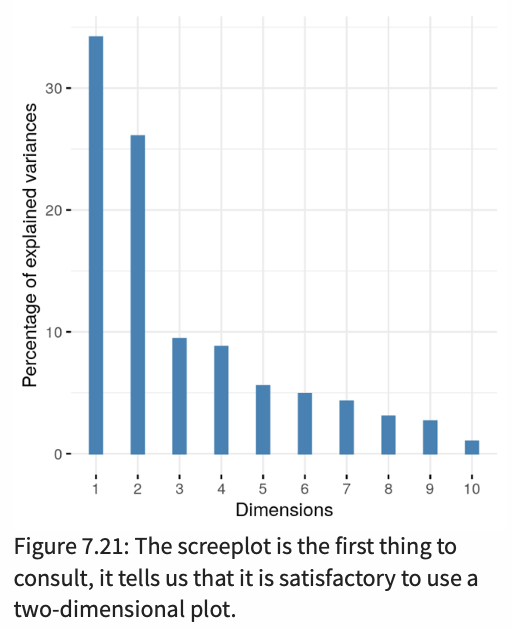 Percentage of explained variances
30
20
10
0
1 2 3 4 5 6 7 8 9 10
Dimensions
Figure 7.21: The screeplot is the first thing to
consult, it tells us that it is satisfactory to use a
two-dimensional plot.